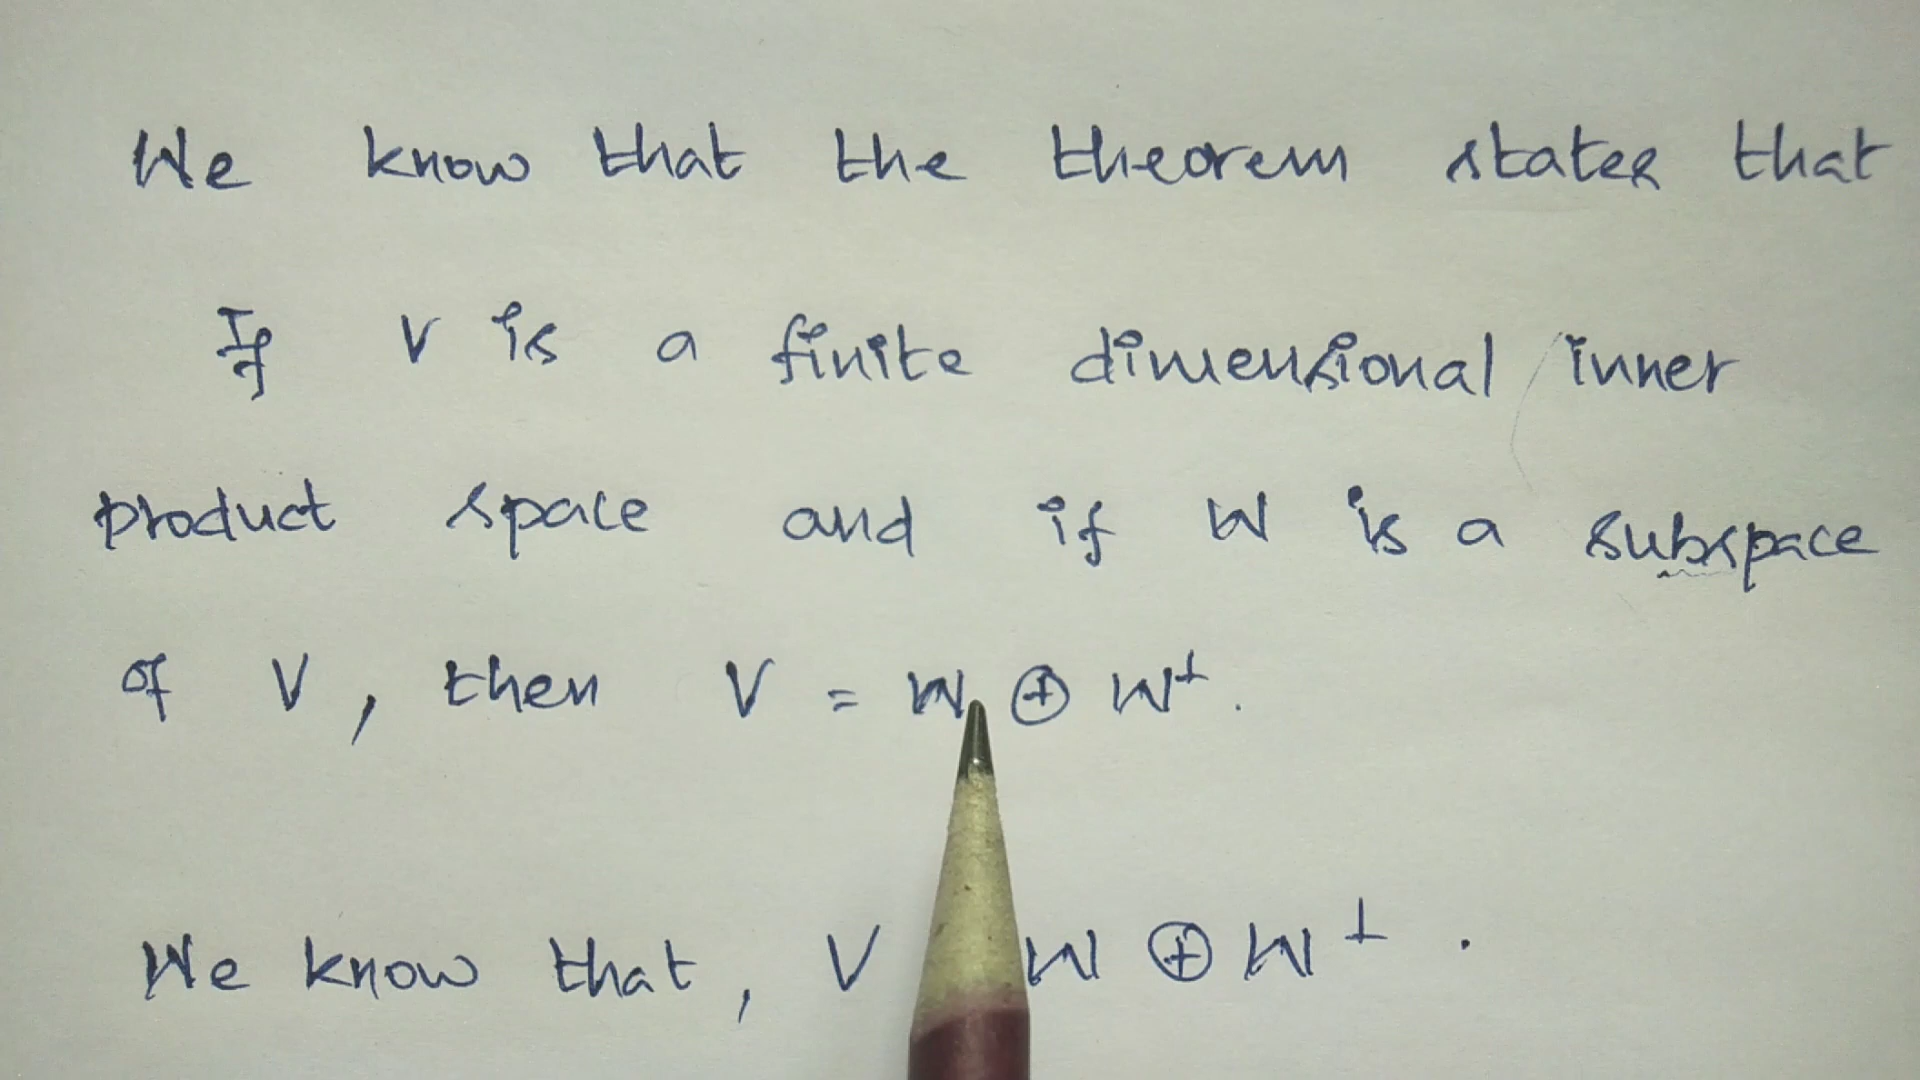 We know that the theorem states that
If V is a finite dimensional inner
product space and if W is a subspace
of V, then V = W ⊕ W⊥.
We know that, V W ⊕ W⊥.